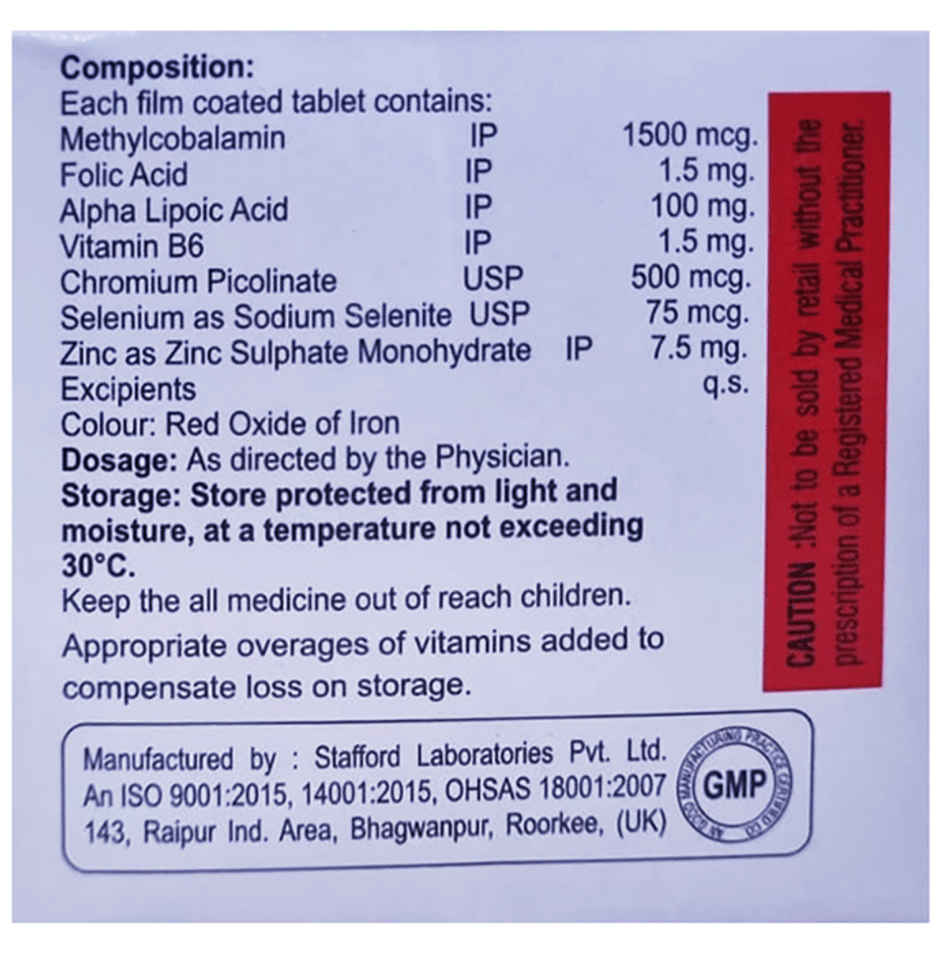 Composition:
Each film coated tablet contains:
Methylcobalamin IP 1500 mcg.
Folic Acid IP 1.5 mg.
Alpha Lipoic Acid IP 100 mg.
Vitamin B6 IP 1.5 mg.
Chromium Picolinate USP 500 mcg.
Selenium as Sodium Selenite USP 75 mcg.
Zinc as Zinc Sulphate Monohydrate IP 7.5 mg.
Excipients q.s.
Colour: Red Oxide of Iron
Dosage: As directed by the Physician.
Storage: Store protected from light and
moisture, at a temperature not exceeding
30°C.
Keep the all medicine out of reach children.
Appropriate overages of vitamins added to
compensate loss on storage.
CAUTION :Not to be sold by retail without the
prescription of a Registered Medical Practitioner.
Manufactured by : Stafford Laboratories Pvt. Ltd.
An ISO 9001:2015, 14001:2015, OHSAS 18001:2007
143, Raipur Ind. Area, Bhagwanpur, Roorkee, (UK)
GOOD MANUFACTURING PRACTICE CERTIFIED CO
GMP